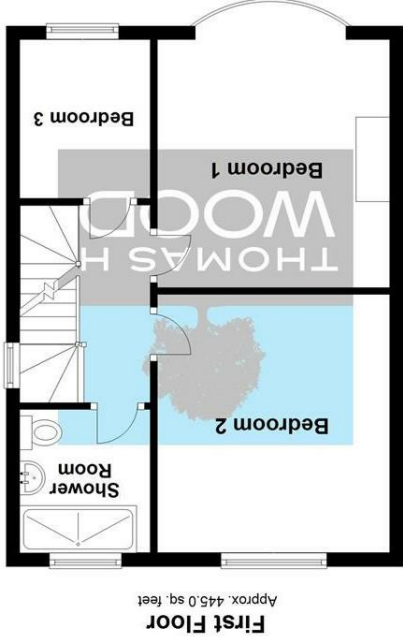 First Floor
Approx. 445.0 sq. feet
Shower
Room
Bedroom 2
THOMAS H
WOOD
Bedroom 1
Bedroom 3